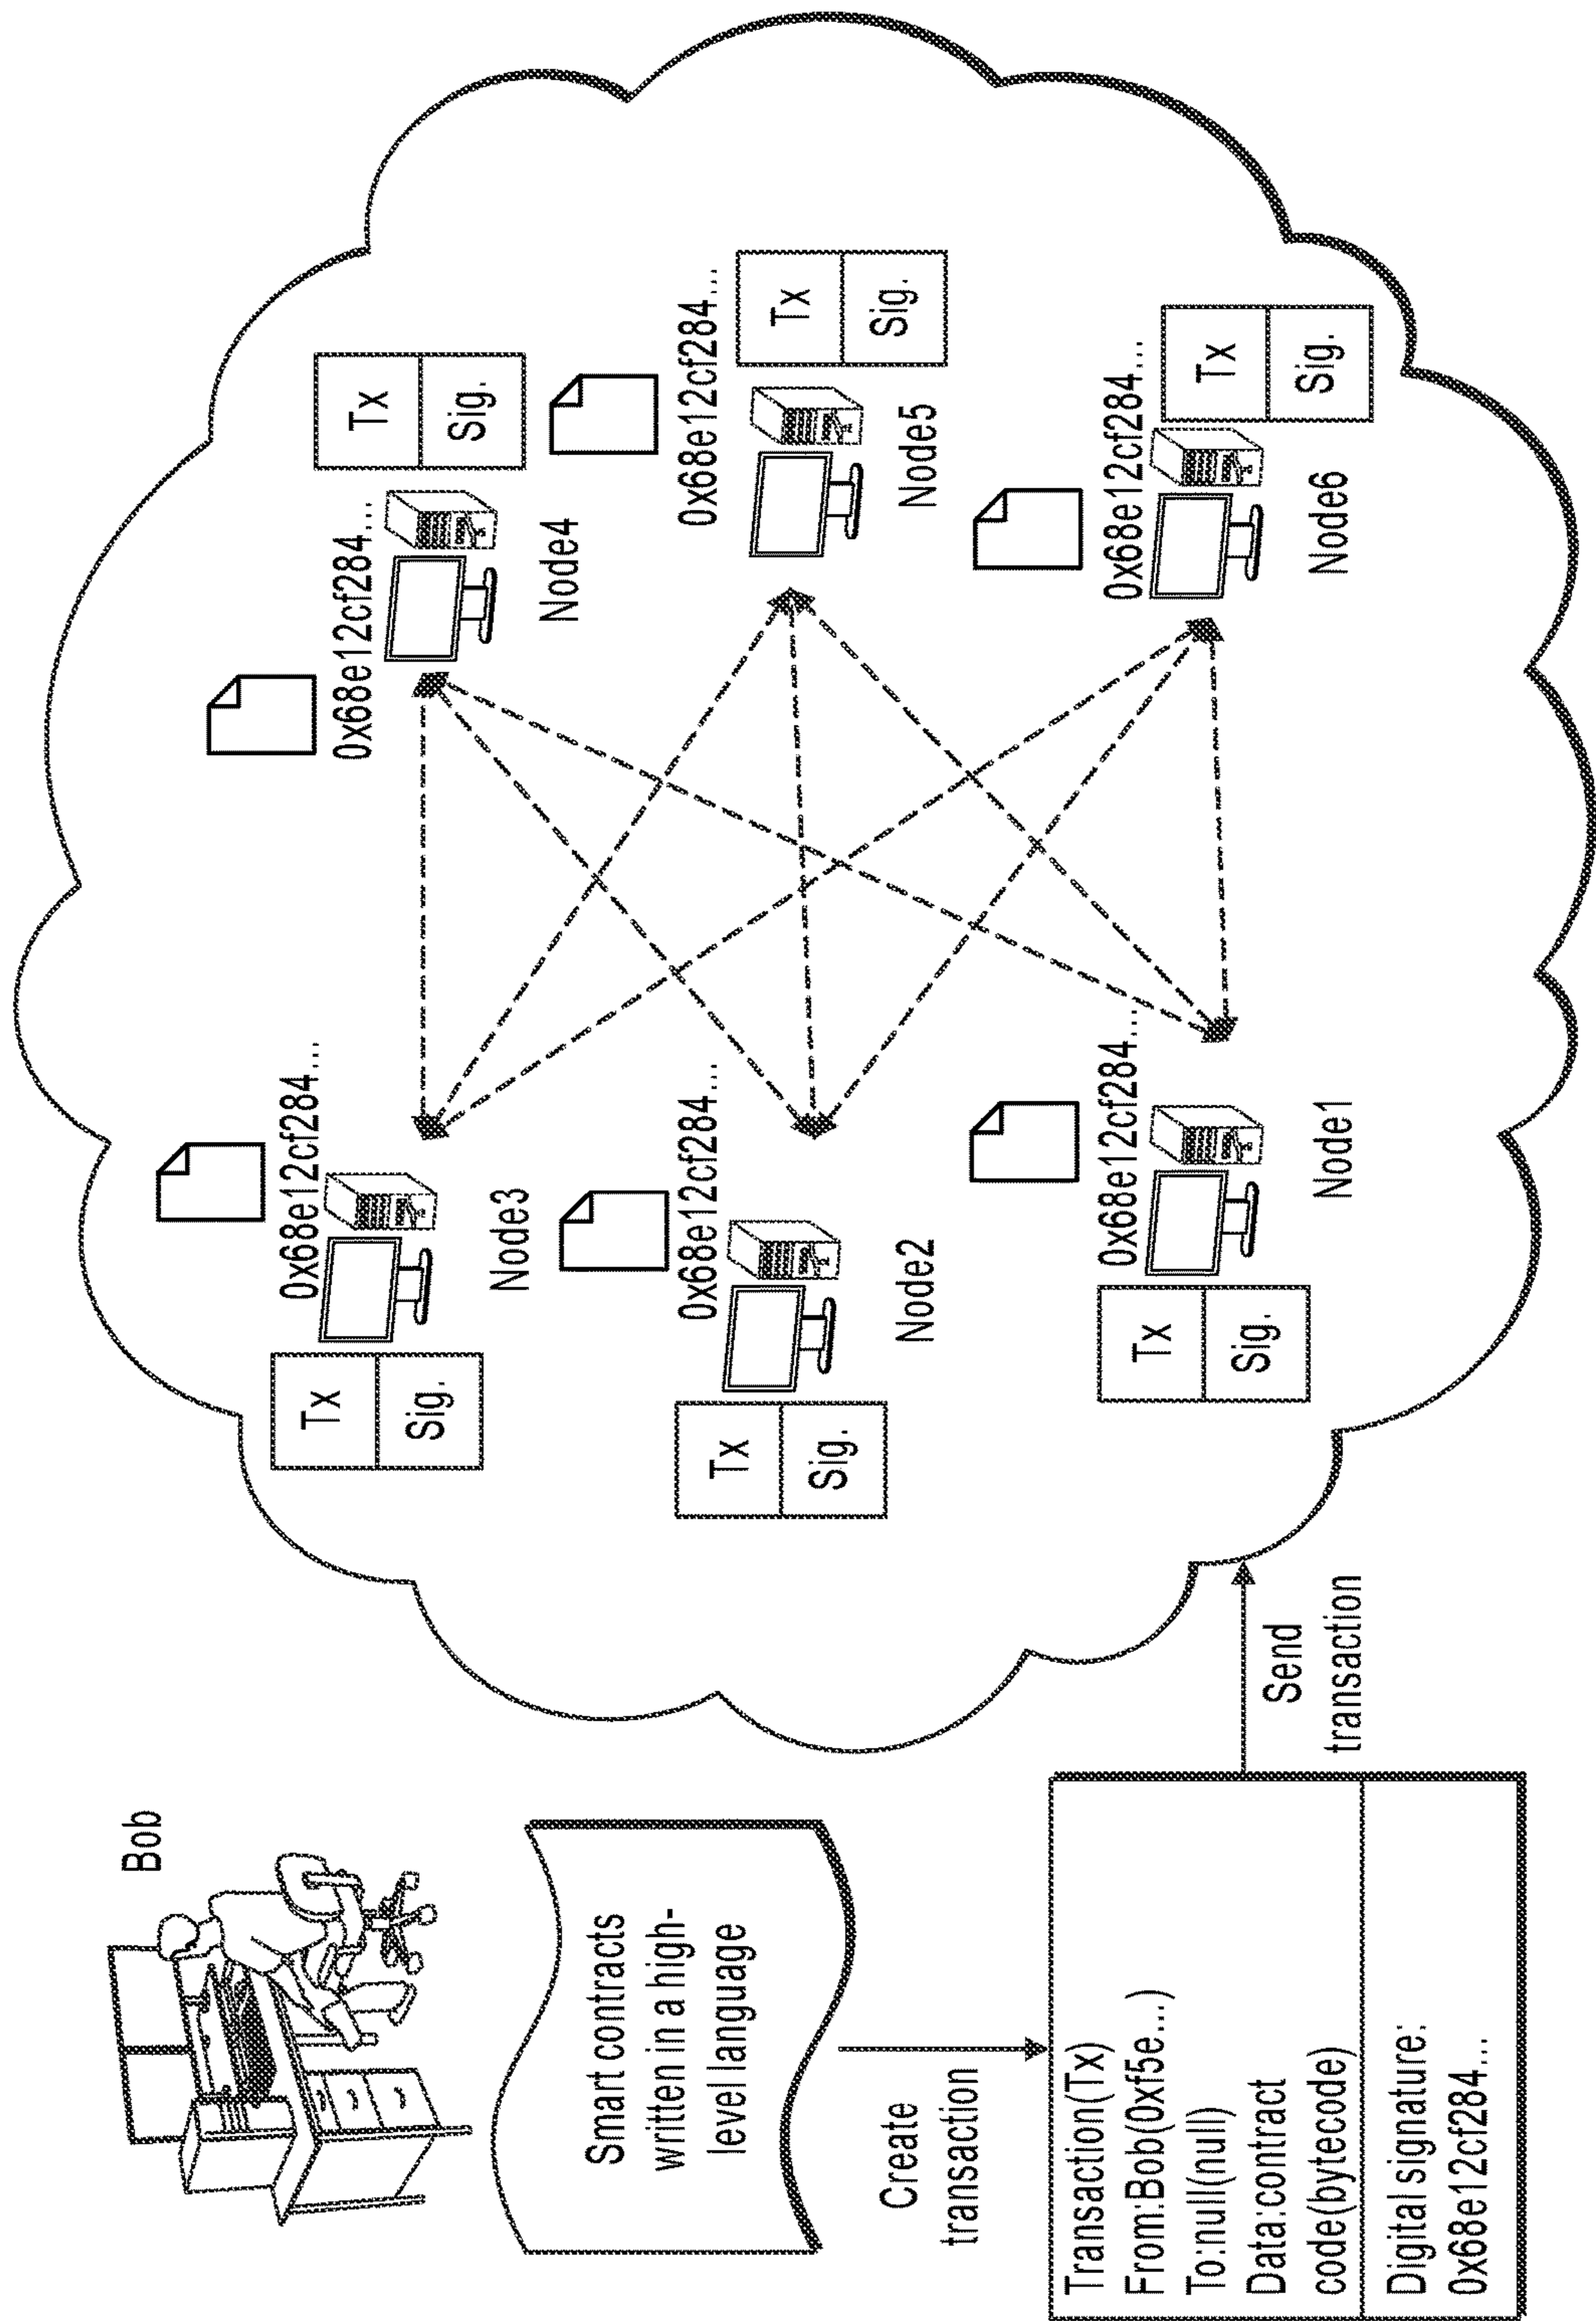 Bob
Smart contracts
written in a high-
level language
Create
transaction
Transaction(Tx)
From:Bob(0xf5e...)
To:null(null)
Data:contract
code(bytecode)
Digital signature:
0x68e12cf284...
Send
transaction
0x68e12cf284...
Tx
Sig.
Node3
0x68e12cf284...
Tx
Sig.
Node2
0x68e12cf284...
Tx
Sig.
Node1
0x68e12cf284...
Tx
Sig.
Node4
0x68e12cf284...
Tx
Sig.
Node5
0x68e12cf284...
Tx
Sig.
Node6